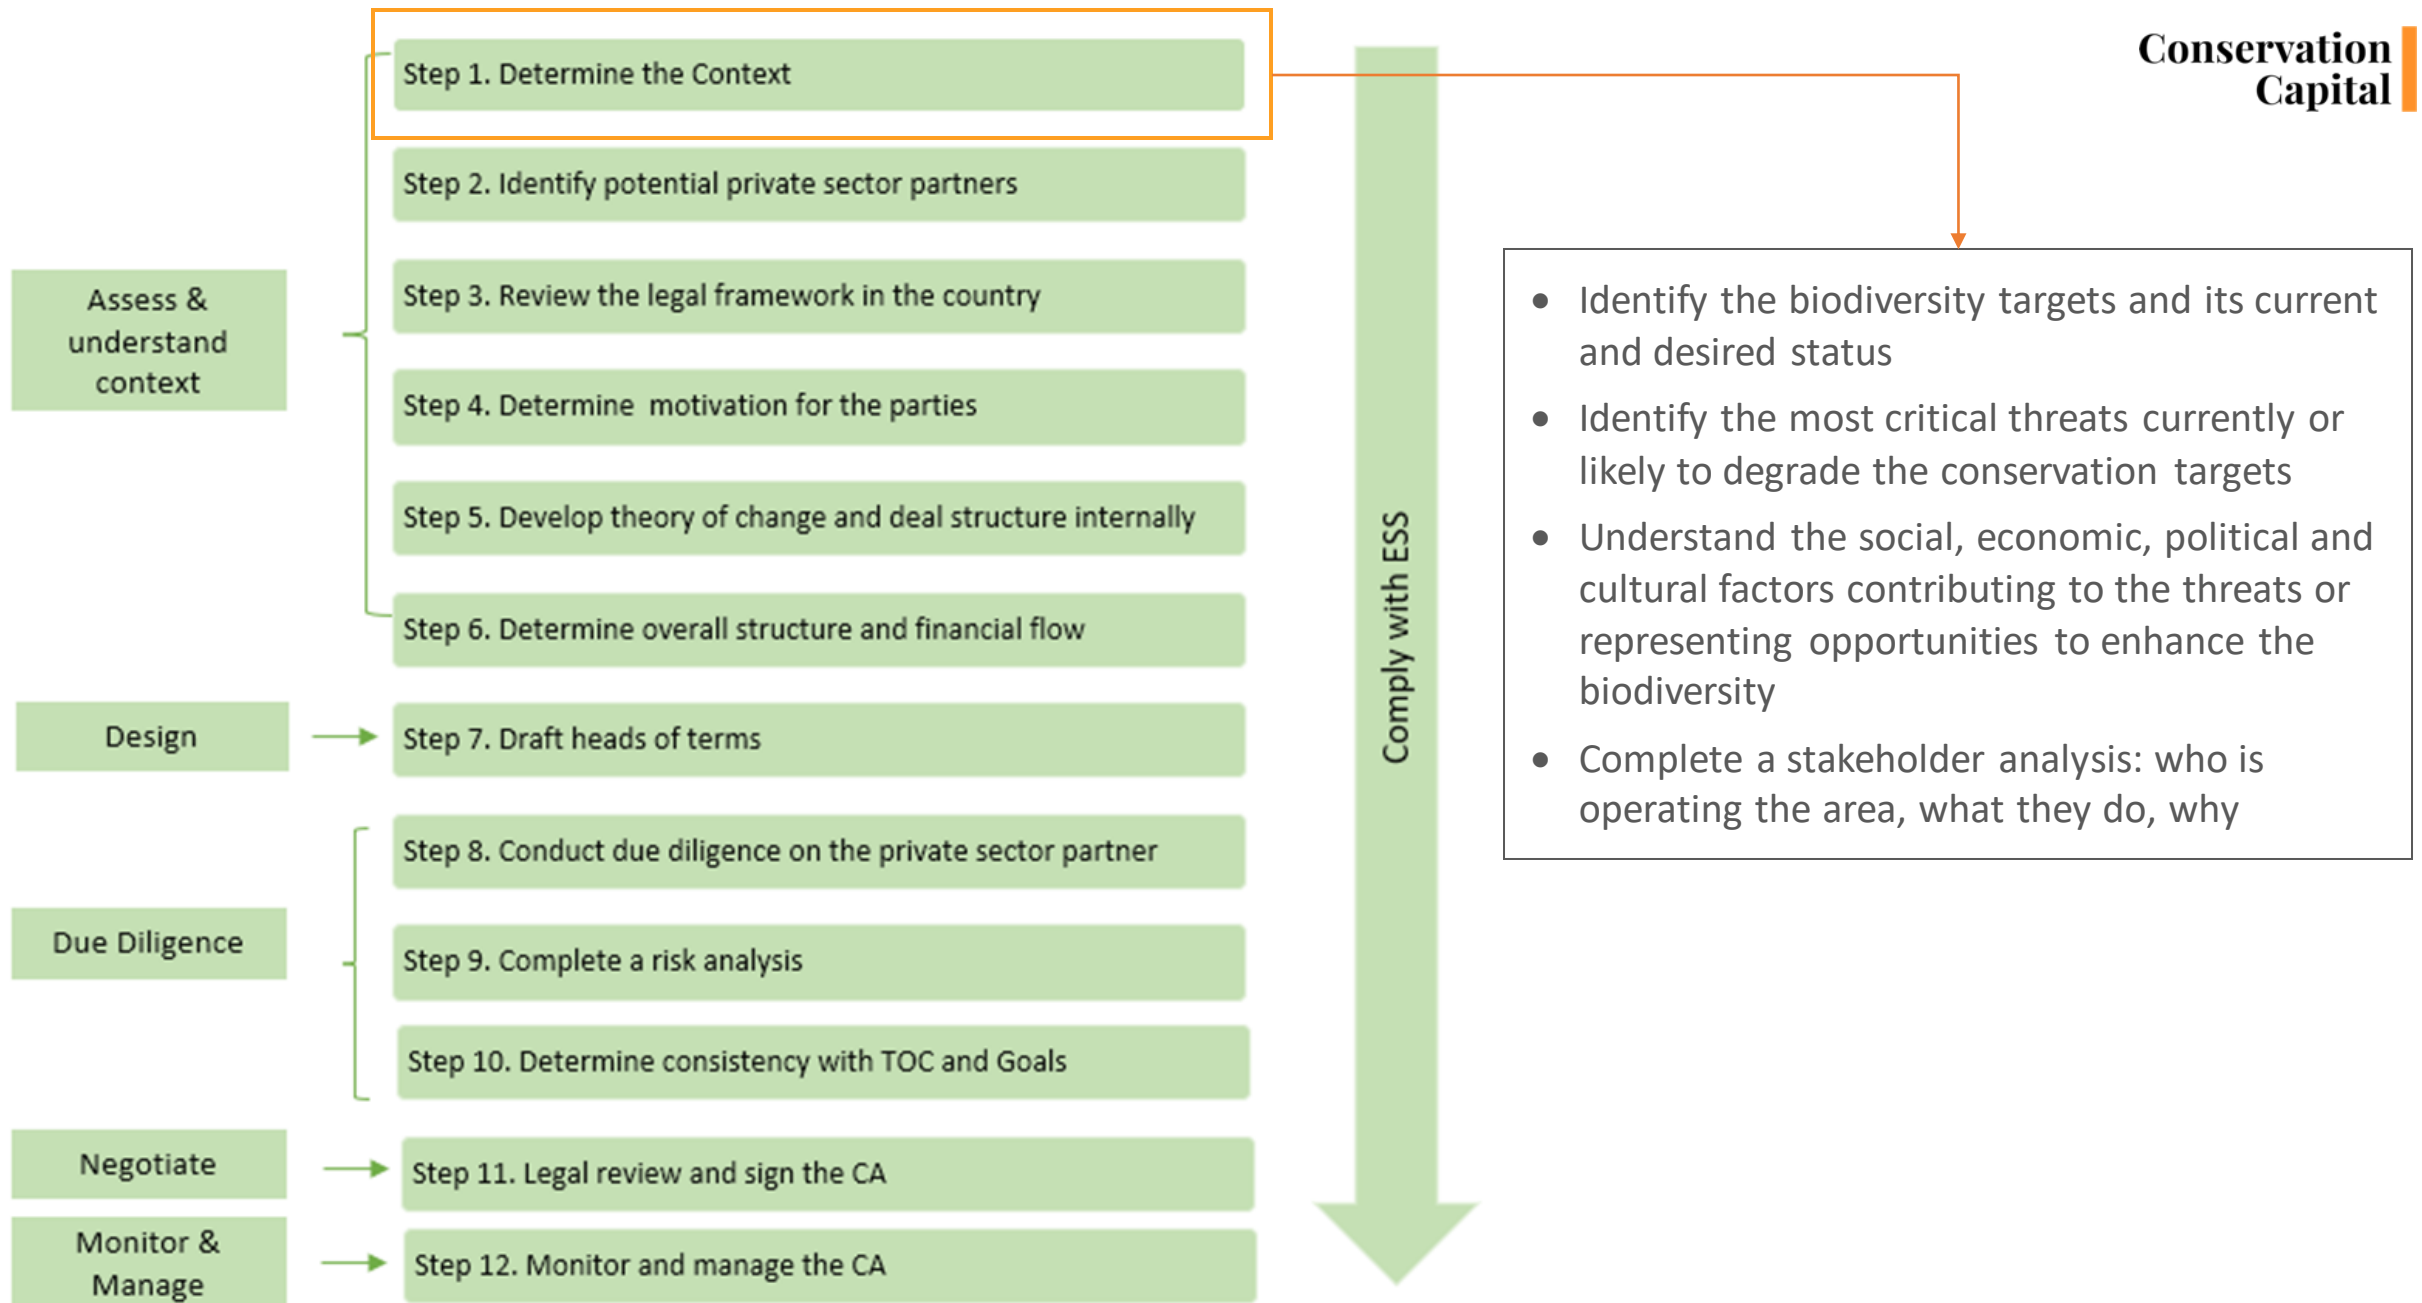 Conservation
Capital
Assess &
understand
context
Step 1. Determine the Context
Step 2. Identify potential private sector partners
Step 3. Review the legal framework in the country
Step 4. Determine  motivation for the parties
Step 5. Develop theory of change and deal structure internally
Step 6. Determine overall structure and financial flow
Design
Step 7. Draft heads of terms
Due Diligence
Step 8. Conduct due diligence on the private sector partner
Step 9. Complete a risk analysis
Step 10. Determine consistency with TOC and Goals
Negotiate
Step 11. Legal review and sign the CA
Monitor &
Manage
Step 12. Monitor and manage the CA
Comply with ESS
• Identify the biodiversity targets and its current
and desired status
• Identify the most critical threats currently or
likely to degrade the conservation targets
• Understand the social, economic, political and
cultural factors contributing to the threats or
representing opportunities to enhance the
biodiversity
• Complete a stakeholder analysis: who is
operating the area, what they do, why